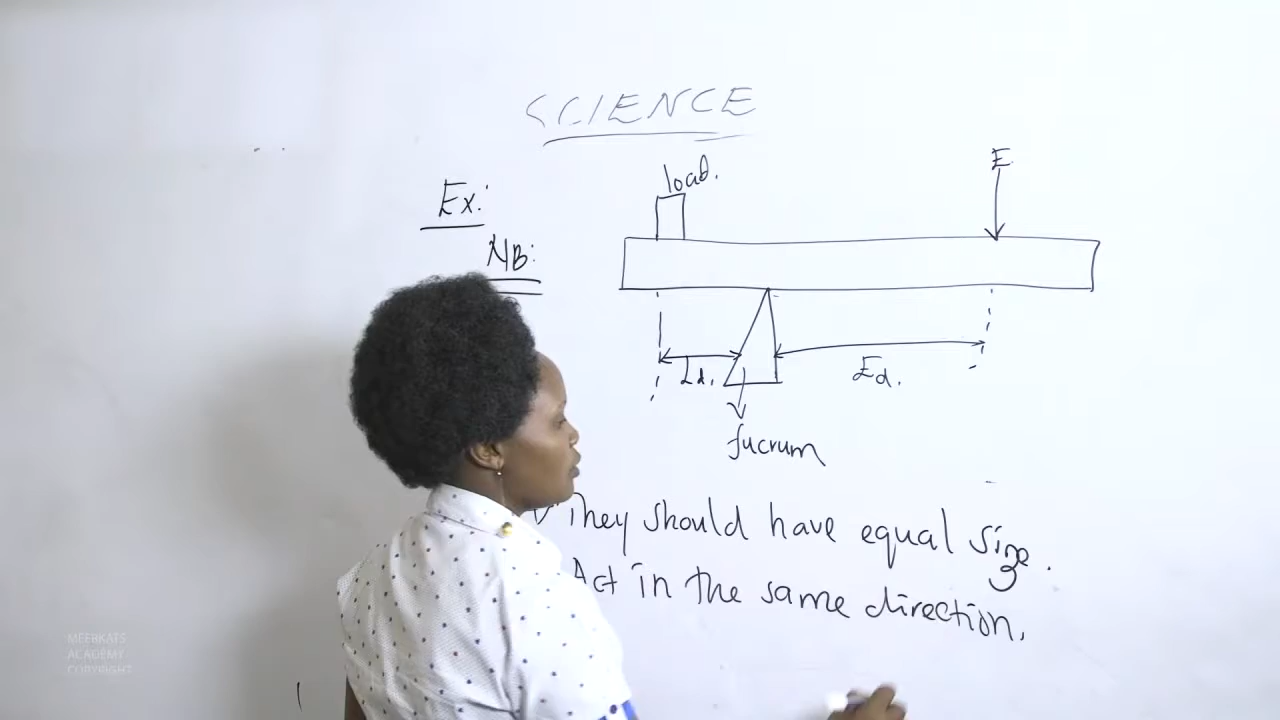 SCIENCE
load.
E
Ex:
NB:
Ld.
Ed.
fucrum
They should have equal size.
Act in the same direction.
MEEBKATS
ACADEMY
COPYRIGHT